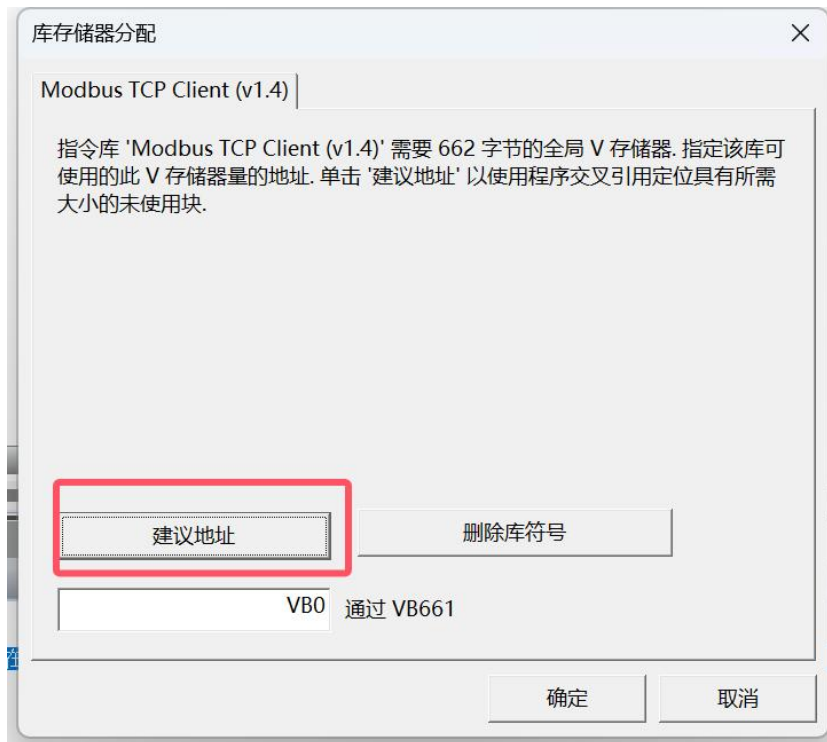 库存储器分配
Modbus TCP Client (v1.4)
指令库 'Modbus TCP Client (v1.4)' 需要 662 字节的全局 V 存储器. 指定该库可
使用的此 V 存储器量的地址. 单击 '建议地址' 以使用程序交叉引用定位具有所需
大小的未使用块.
建议地址
删除库符号
VB0 通过 VB661
确定
取消